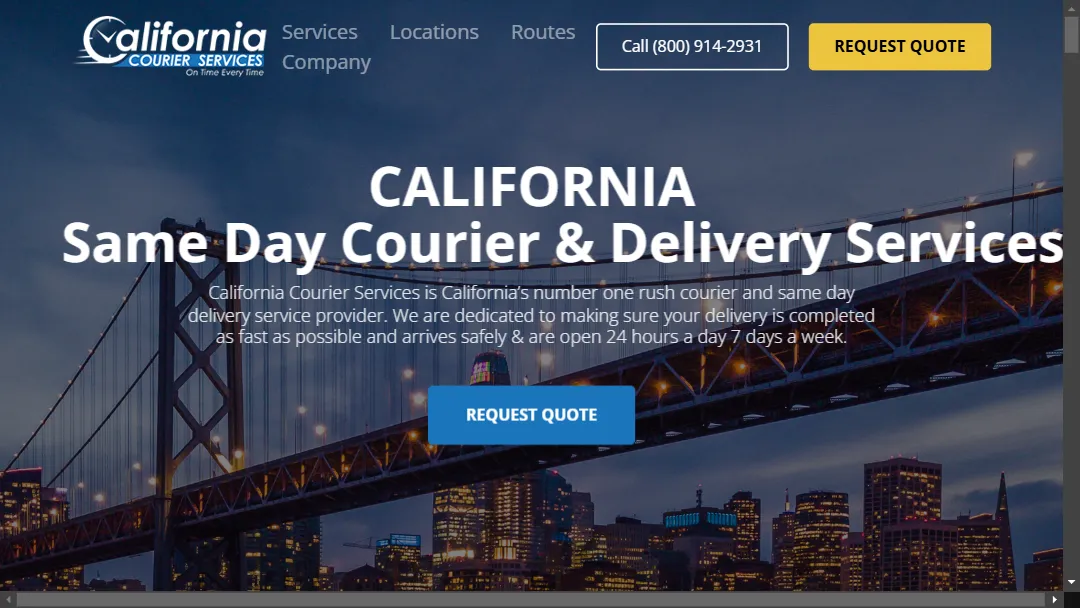 California
COURIER SERVICES
On Time Every Time
Services
Locations
Routes
Company
Call (800) 914-2931
REQUEST QUOTE
CALIFORNIA
Same Day Courier & Delivery Services
California Courier Services is California's number one rush courier and same day
delivery service provider. We are dedicated to making sure your delivery is completed
as fast as possible and arrives safely & are open 24 hours a day 7 days a week.
REQUEST QUOTE